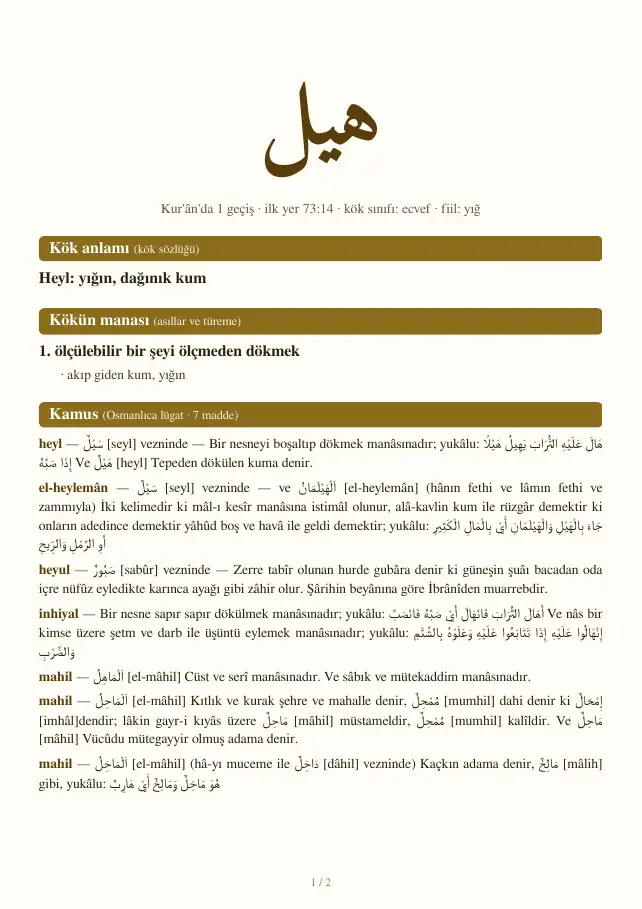 هيل
Kur'ân'da 1 geçiş · ilk yer 73:14 · kök sınıfı: ecvef · fiil: yığ
Kök anlamı (kök sözlüğü)
Heyl: yığın, dağınık kum
Kökün manası (asıllar ve türeme)
1. ölçülebilir bir şeyi ölçmeden dökmek
· akıp giden kum, yığın
Kamus (Osmanlıca lügat · 7 madde)
heyl — سَيْلٌ [seyl] vezninde — Bir nesneyi boşaltıp dökmek manâsınadır; yukâlu: هَالَ عَلَيْهِ التُّرَابَ يَهِيلُ هَيْلًا
إِذَا صَبَّهُ Ve هَيْلٌ [heyl] Tepeden dökülen kuma denir.
el-heylemân — سَيْلٌ [seyl] vezninde — ve اَلْهَيْلَمَانُ [el-heylemân] (hânın fethi ve lâmın fethi ve
zammıyla) İki kelimedir ki mâl-ı kesîr manâsına istimâl olunur, alâ-kavlin kum ile rüzgâr demektir ki
onların adedince demektir yâhûd boş ve havâ ile geldi demektir; yukâlu: جَاءَ بِالْهَيْلِ وَالْهَيْلَمَانِ أَيْ بِالْمَالِ الْكَثِيرِ
أَوِ الرَّمْلِ وَالرِّيحِ
heyul — صَبُورٌ [sabûr] vezninde — Zerre tabîr olunan hurde gubâra denir ki güneşin şuâı bacadan oda
içre nüfûz eyledikte karınca ayağı gibi zâhir olur. Şârihin beyânına göre İbrânîden muarrebdir.
inhiyal — Bir nesne sapır sapır dökülmek manâsınadır; yukâlu: أَهَالَ التُّرَابَ فَانْهَالَ أَيْ صَبَّهُ فَانْصَبَّ Ve nâs bir
kimse üzere şetm ve darb ile üşüntü eylemek manâsınadır; yukâlu: إِنْهَالُوا عَلَيْهِ إِذَا تَتَابَعُوا عَلَيْهِ وَعَلَوْهُ بِالشَّتْمِ
وَالضَّرْبِ
mahil — اَلْمَاهِلُ [el-mâhil] Cüst ve serî manâsınadır. Ve sâbık ve mütekaddim manâsınadır.
mahil — اَلْمَاحِلُ [el-mâhil] Kıtlık ve kurak şehre ve mahalle denir, مُمْحِلٌ [mumhil] dahi denir ki إِمْحَالٌ
[imhâl]dendir; lâkin gayr-i kıyâs üzere مَاحِلٌ [mâhil] müstameldir, مُمْحِلٌ [mumhil] kalîldir. Ve مَاحِلٌ
[mâhil] Vücûdu mütegayyir olmuş adama denir.
mahil — اَلْمَاخِلُ [el-mâhil] (hâ-yı muceme ile دَاخِلٌ [dâhil] vezninde) Kaçkın adama denir, مَالِخٌ [mâlih]
gibi, yukâlu: هُوَ مَاخِلٌ وَمَالِخٌ أَيْ هَارِبٌ
1 / 2